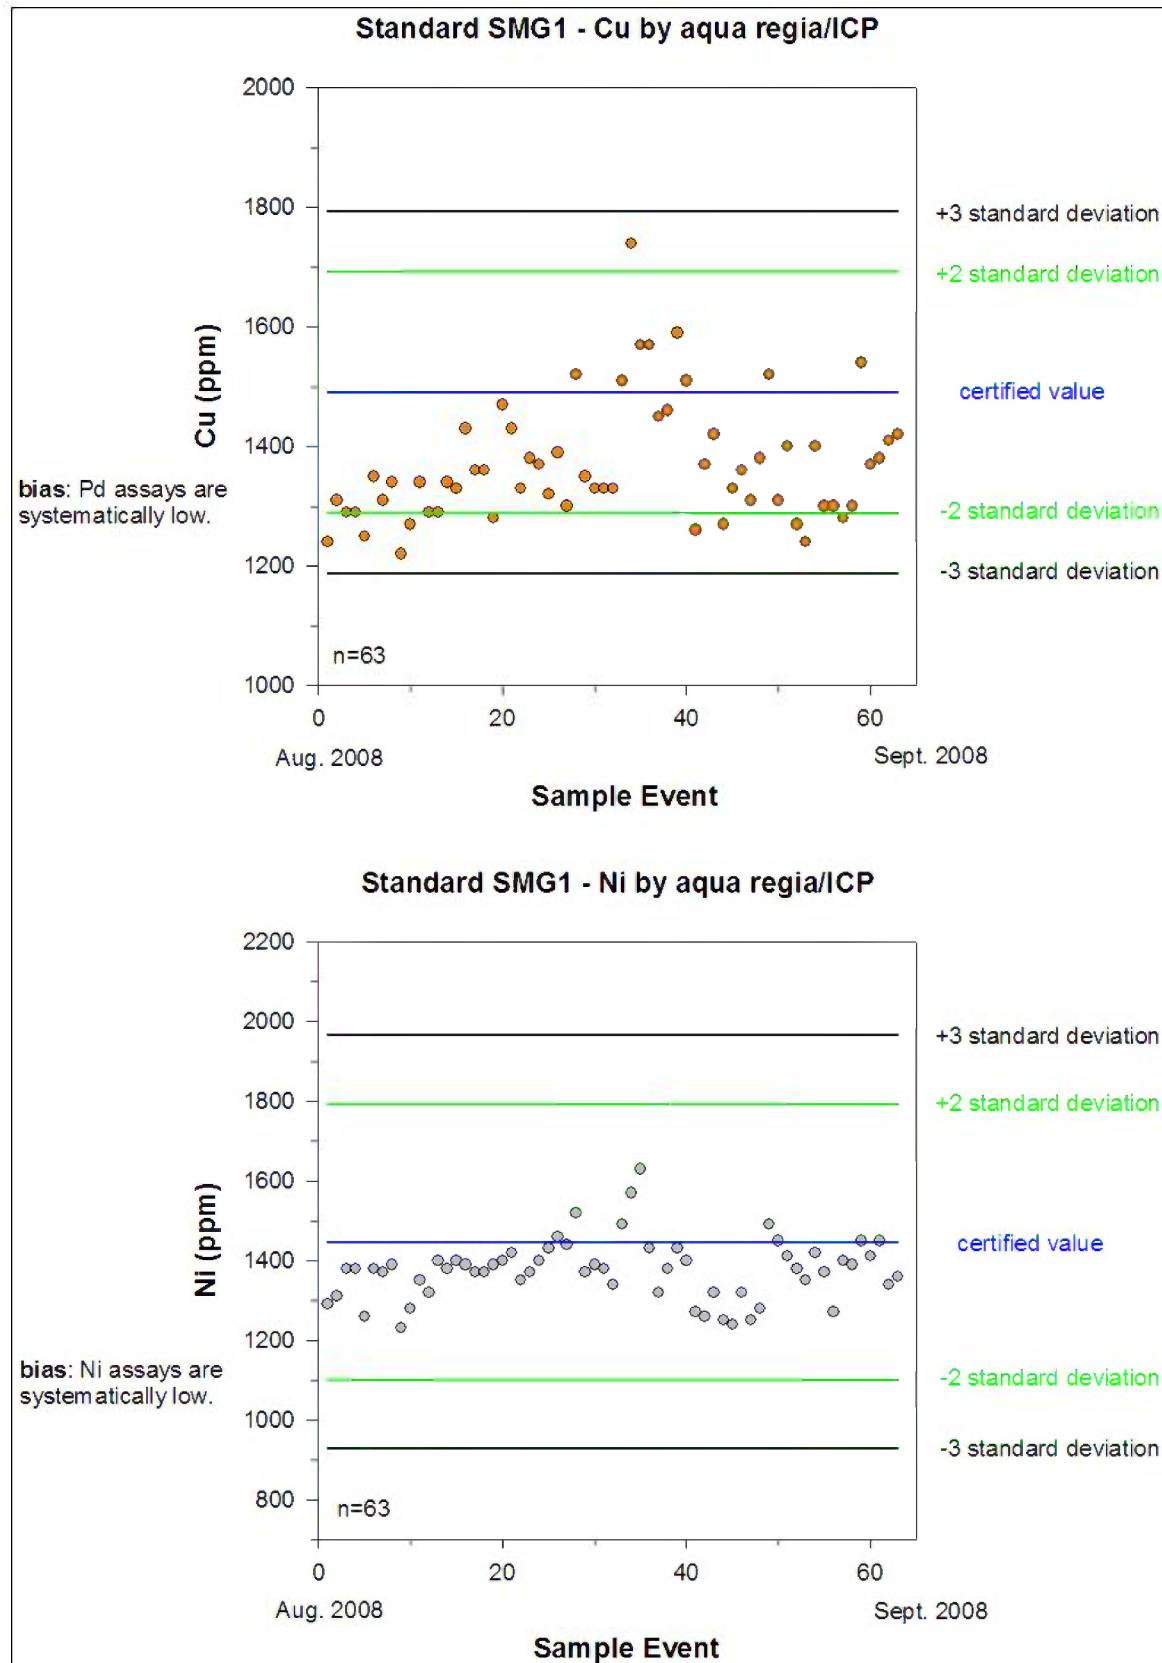 Standard SMG1 - Cu by aqua regia/ICP
2000
1800
1600
1400
1200
1000
Cu (ppm)
+3 standard deviation
+2 standard deviation
certified value
-2 standard deviation
-3 standard deviation
bias: Pd assays are
systematically low.
n=63
0
20
40
60
Aug. 2008
Sept. 2008
Sample Event
Standard SMG1 - Ni by aqua regia/ICP
2200
2000
1800
1600
1400
1200
1000
800
Ni (ppm)
+3 standard deviation
+2 standard deviation
certified value
-2 standard deviation
-3 standard deviation
bias: Ni assays are
systematically low.
n=63
0
20
40
60
Aug. 2008
Sept. 2008
Sample Event